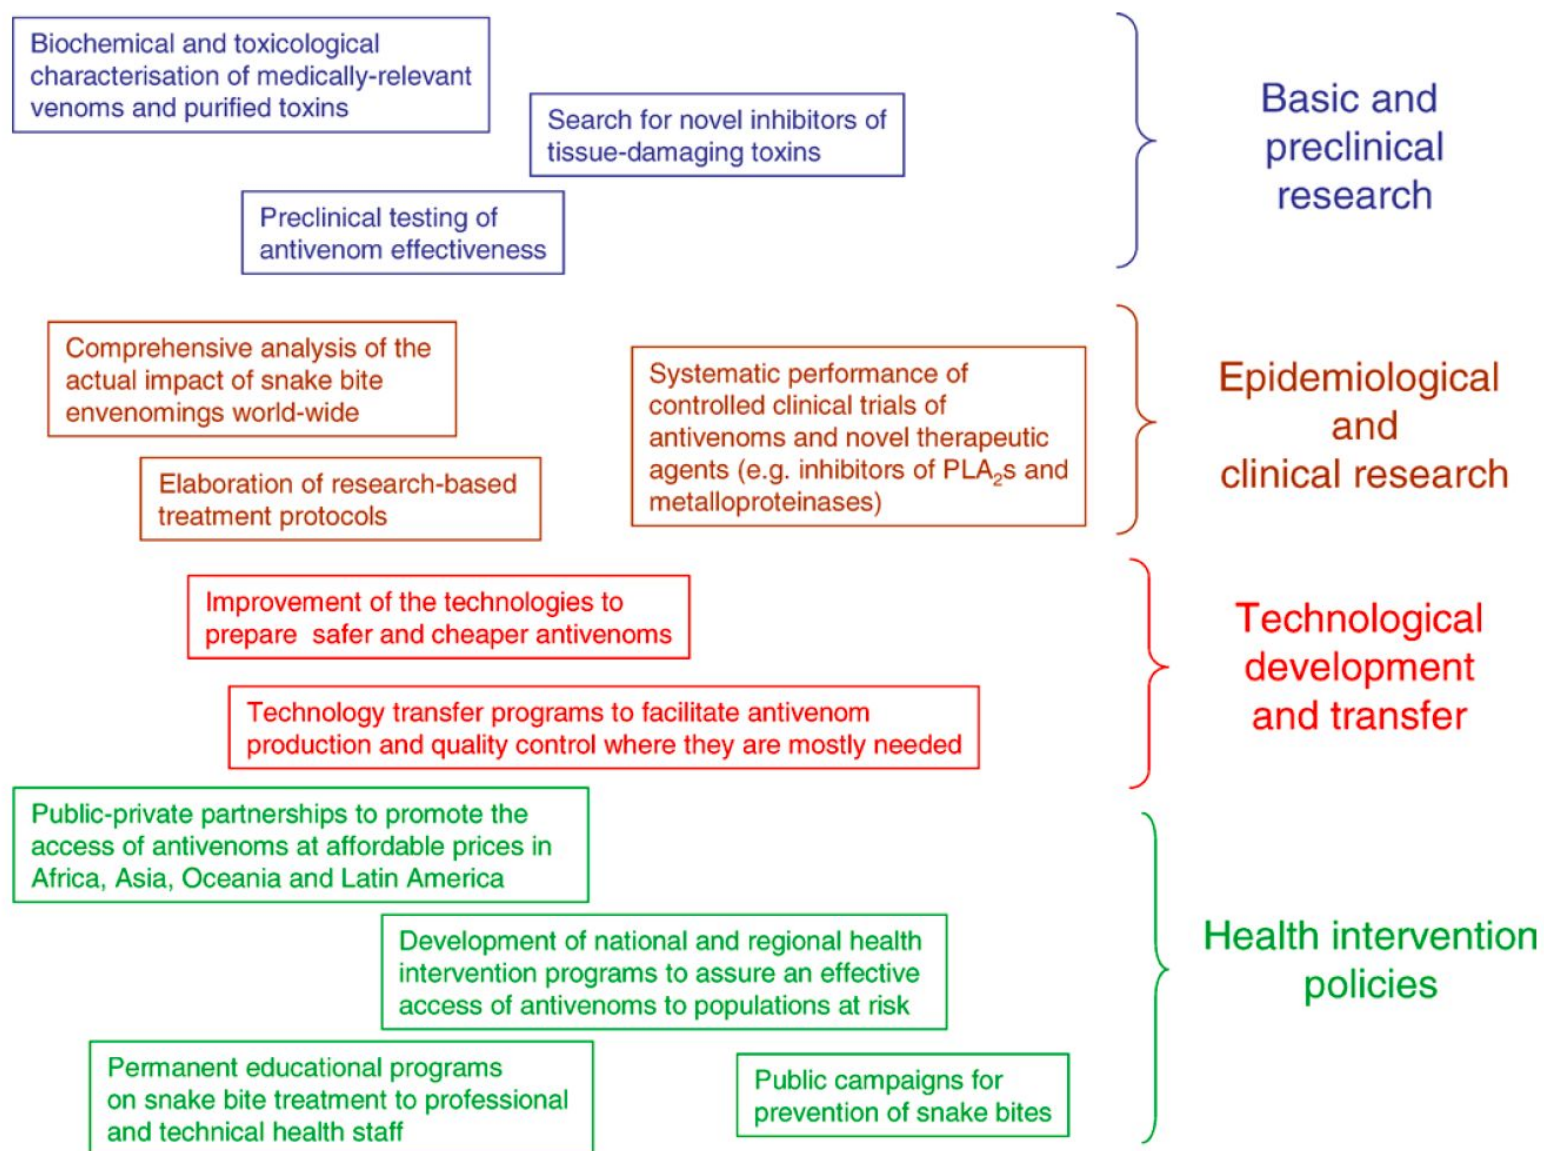 Biochemical and toxicological
characterisation of medically-relevant
venoms and purified toxins
Search for novel inhibitors of
tissue-damaging toxins
Preclinical testing of
antivenom effectiveness
Basic and
preclinical
research
Comprehensive analysis of the
actual impact of snake bite
envenomings world-wide
Systematic performance of
controlled clinical trials of
antivenoms and novel therapeutic
agents (e.g. inhibitors of PLA₂s and
metalloproteinases)
Elaboration of research-based
treatment protocols
Epidemiological
and
clinical research
Improvement of the technologies to
prepare  safer and cheaper antivenoms
Technology transfer programs to facilitate antivenom
production and quality control where they are mostly needed
Technological
development
and transfer
Public-private partnerships to promote the
access of antivenoms at affordable prices in
Africa, Asia, Oceania and Latin America
Development of national and regional health
intervention programs to assure an effective
access of antivenoms to populations at risk
Permanent educational programs
on snake bite treatment to professional
and technical health staff
Public campaigns for
prevention of snake bites
Health intervention
policies